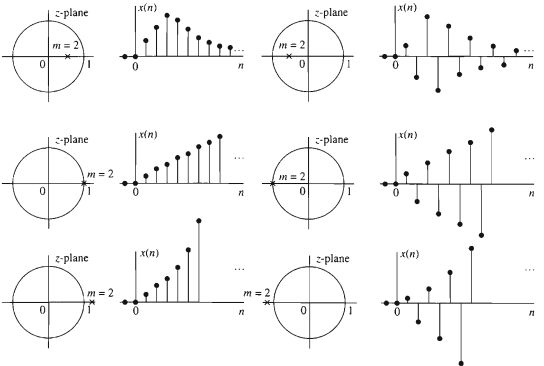 z-plane
m = 2
0
1
x(n)
0
...
n
z-plane
m = 2
0
1
x(n)
0
...
n
z-plane
m = 2
0
1
x(n)
0
...
n
z-plane
m = 2
0
1
x(n)
0
...
n
z-plane
m = 2
0
1
x(n)
0
...
n
z-plane
m = 2
0
1
x(n)
0
...
n